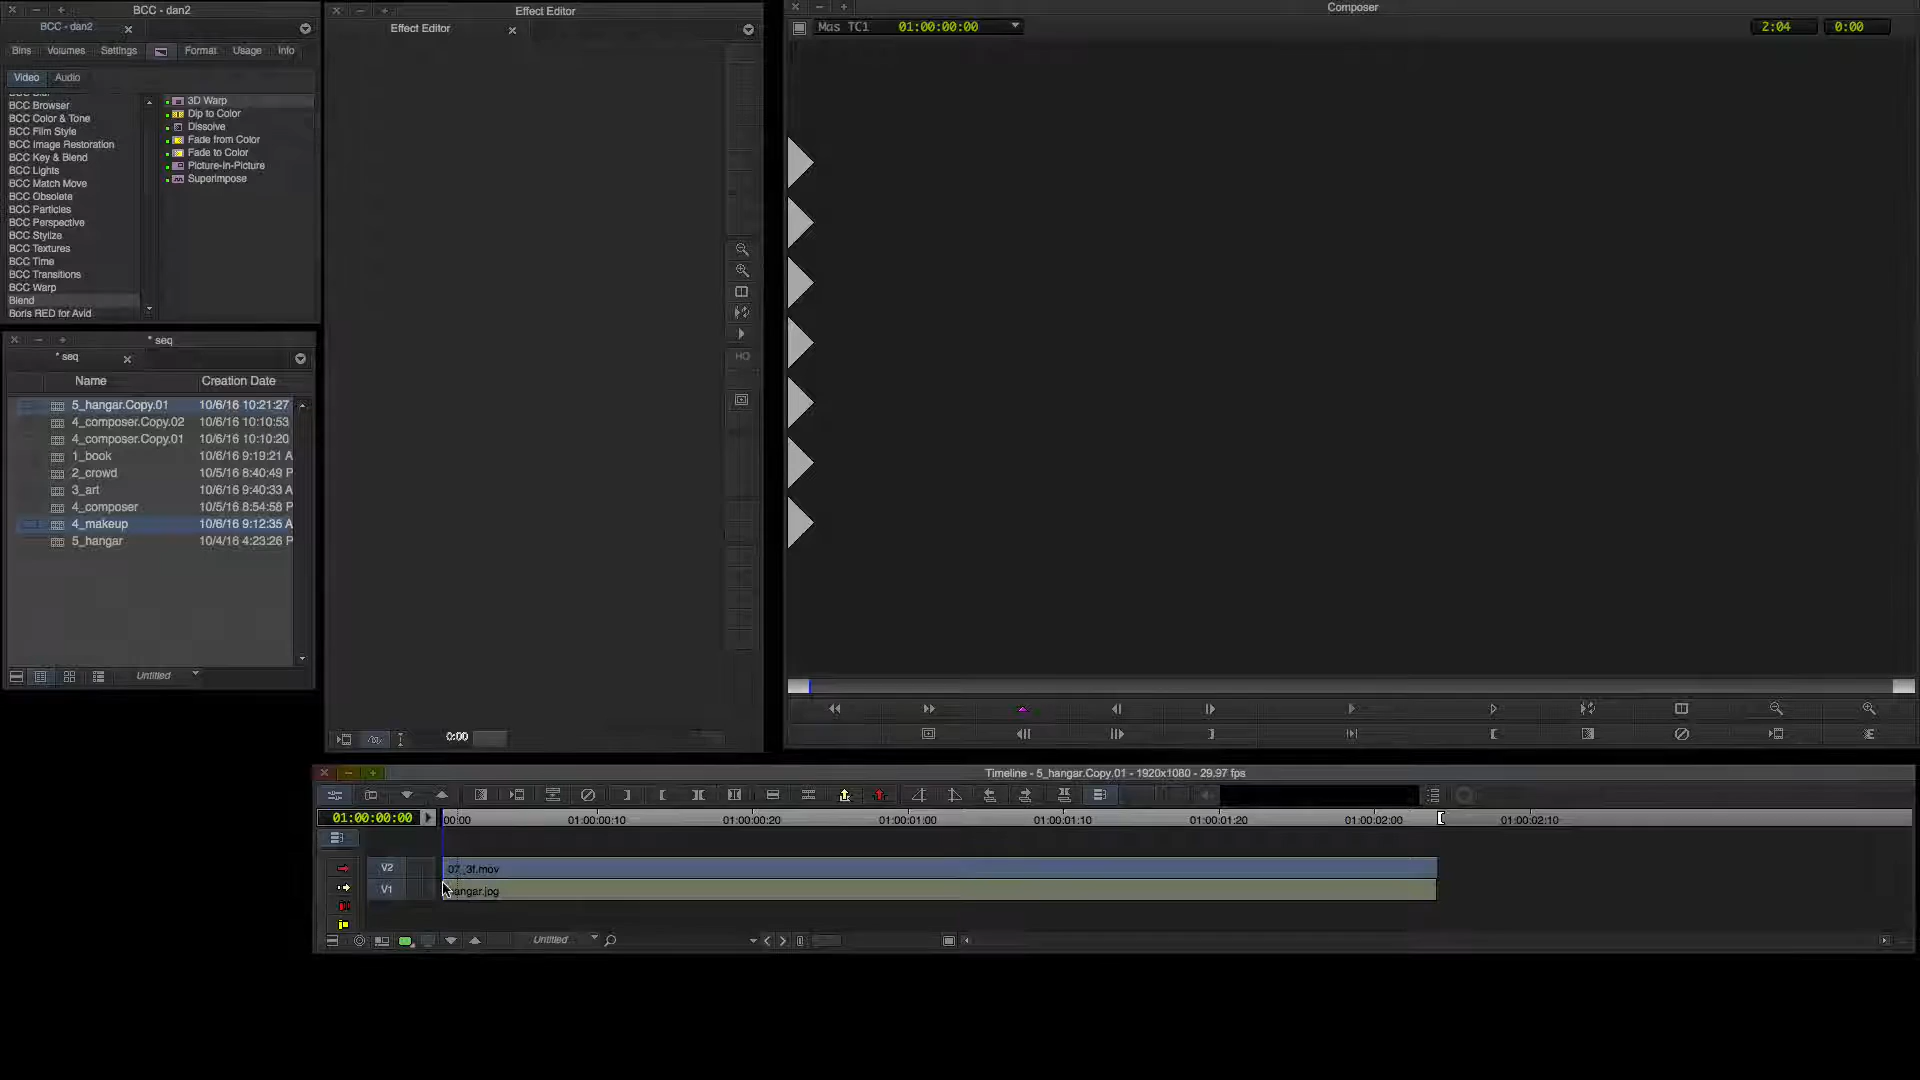 BCC - dan2
BCC - dan2
Bins Volumes Settings Format Usage Info
Video Audio
BCC Browser
BCC Color & Tone
BCC Film Style
BCC Image Restoration
BCC Key & Blend
BCC Lights
BCC Match Move
BCC Obsolete
BCC Particles
BCC Perspective
BCC Stylize
BCC Textures
BCC Time
BCC Transitions
BCC Warp
Blend
Boris RED for Avid
3D Warp
Dip to Color
Dissolve
Fade from Color
Fade to Color
Picture-in-Picture
Superimpose
* seq
* seq
Name Creation Date
5_hangar.Copy.01 10/6/16 10:21:27
4_composer.Copy.02 10/6/16 10:10:53
4_composer.Copy.01 10/6/16 10:10:20
1_book 10/6/16 9:19:21 A
2_crowd 10/5/16 8:40:49 P
3_art 10/6/16 9:40:33 A
4_composer 10/5/16 8:54:58 P
4_makeup 10/6/16 9:12:35 A
5_hangar 10/4/16 4:23:26 P
Untitled
Effect Editor
Effect Editor
HQ
0:00
Composer
Mas TC1 01:00:00:00 2:04 0:00
Timeline - 5_hangar.Copy.01 - 1920x1080 - 29.97 fps
01:00:00:00 00:00 01:00:00:10 01:00:00:20 01:00:01:00 01:00:01:10 01:00:01:20 01:00:02:00 01:00:02:10
V2 07_3f.mov
V1 angar.jpg
Untitled